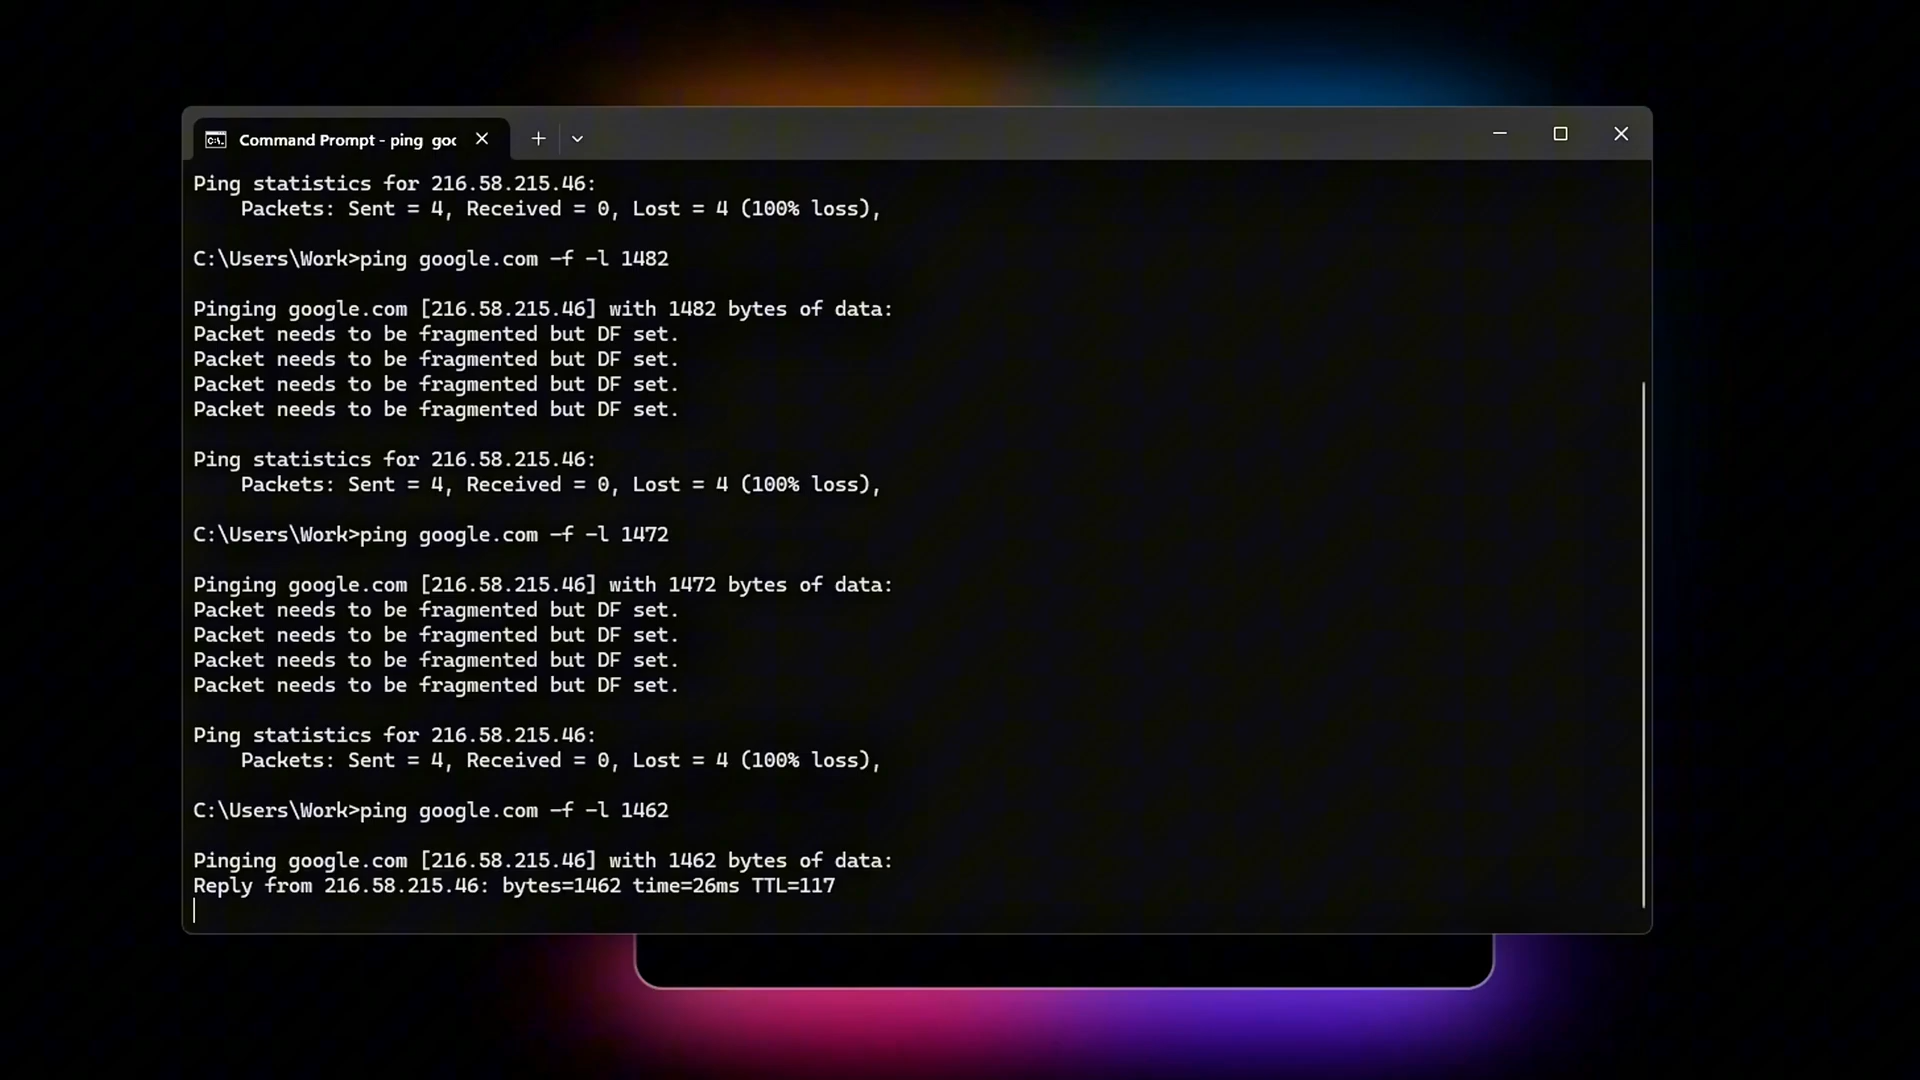 Command Prompt - ping goo
Ping statistics for 216.58.215.46:
    Packets: Sent = 4, Received = 0, Lost = 4 (100% loss),
C:\Users\Work>ping google.com -f -l 1482
Pinging google.com [216.58.215.46] with 1482 bytes of data:
Packet needs to be fragmented but DF set.
Packet needs to be fragmented but DF set.
Packet needs to be fragmented but DF set.
Packet needs to be fragmented but DF set.
Ping statistics for 216.58.215.46:
    Packets: Sent = 4, Received = 0, Lost = 4 (100% loss),
C:\Users\Work>ping google.com -f -l 1472
Pinging google.com [216.58.215.46] with 1472 bytes of data:
Packet needs to be fragmented but DF set.
Packet needs to be fragmented but DF set.
Packet needs to be fragmented but DF set.
Packet needs to be fragmented but DF set.
Ping statistics for 216.58.215.46:
    Packets: Sent = 4, Received = 0, Lost = 4 (100% loss),
C:\Users\Work>ping google.com -f -l 1462
Pinging google.com [216.58.215.46] with 1462 bytes of data:
Reply from 216.58.215.46: bytes=1462 time=26ms TTL=117